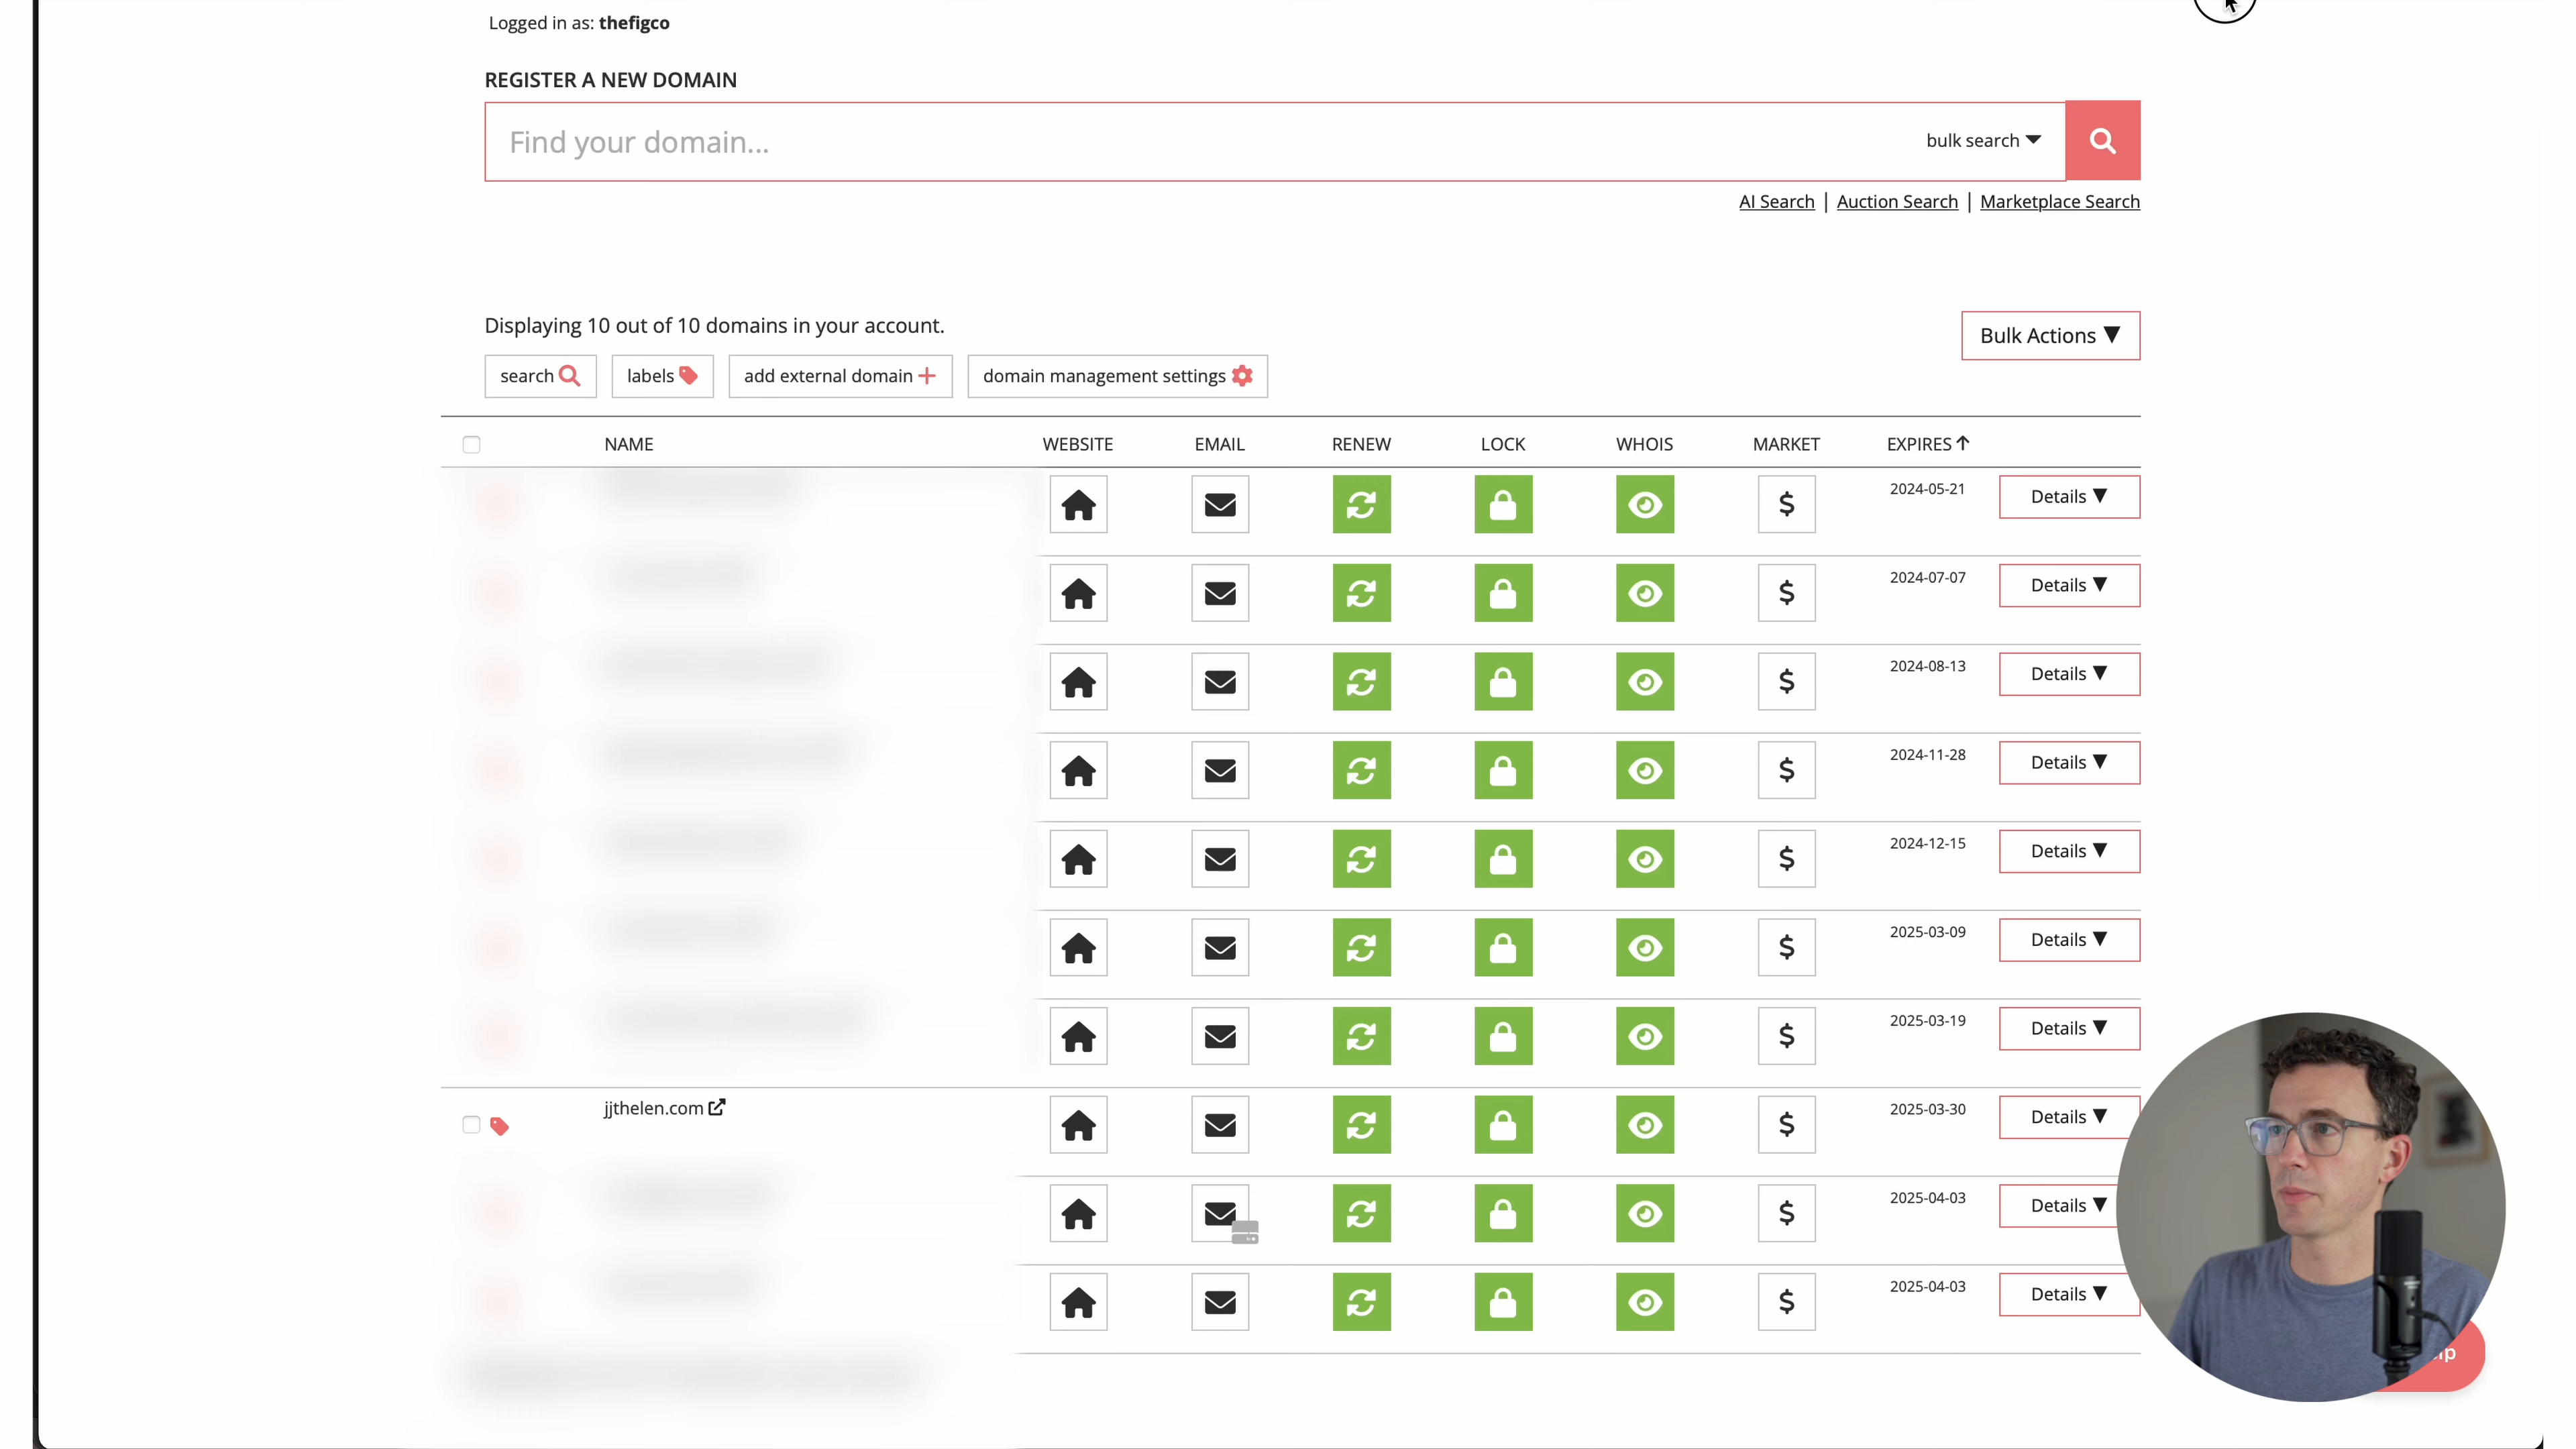 Logged in as: thefigco
REGISTER A NEW DOMAIN
Find your domain...
bulk search
AI Search | Auction Search | Marketplace Search
Displaying 10 out of 10 domains in your account.
Bulk Actions ▼
search
labels
add external domain
domain management settings
NAME WEBSITE EMAIL RENEW LOCK WHOIS MARKET EXPIRES
$ 2024-05-21 Details ▼
$ 2024-07-07 Details ▼
$ 2024-08-13 Details ▼
$ 2024-11-28 Details ▼
$ 2024-12-15 Details ▼
$ 2025-03-09 Details ▼
$ 2025-03-19 Details ▼
jjthelen.com $ 2025-03-30 Details ▼
$ 2025-04-03 Details ▼
$ 2025-04-03 Details ▼